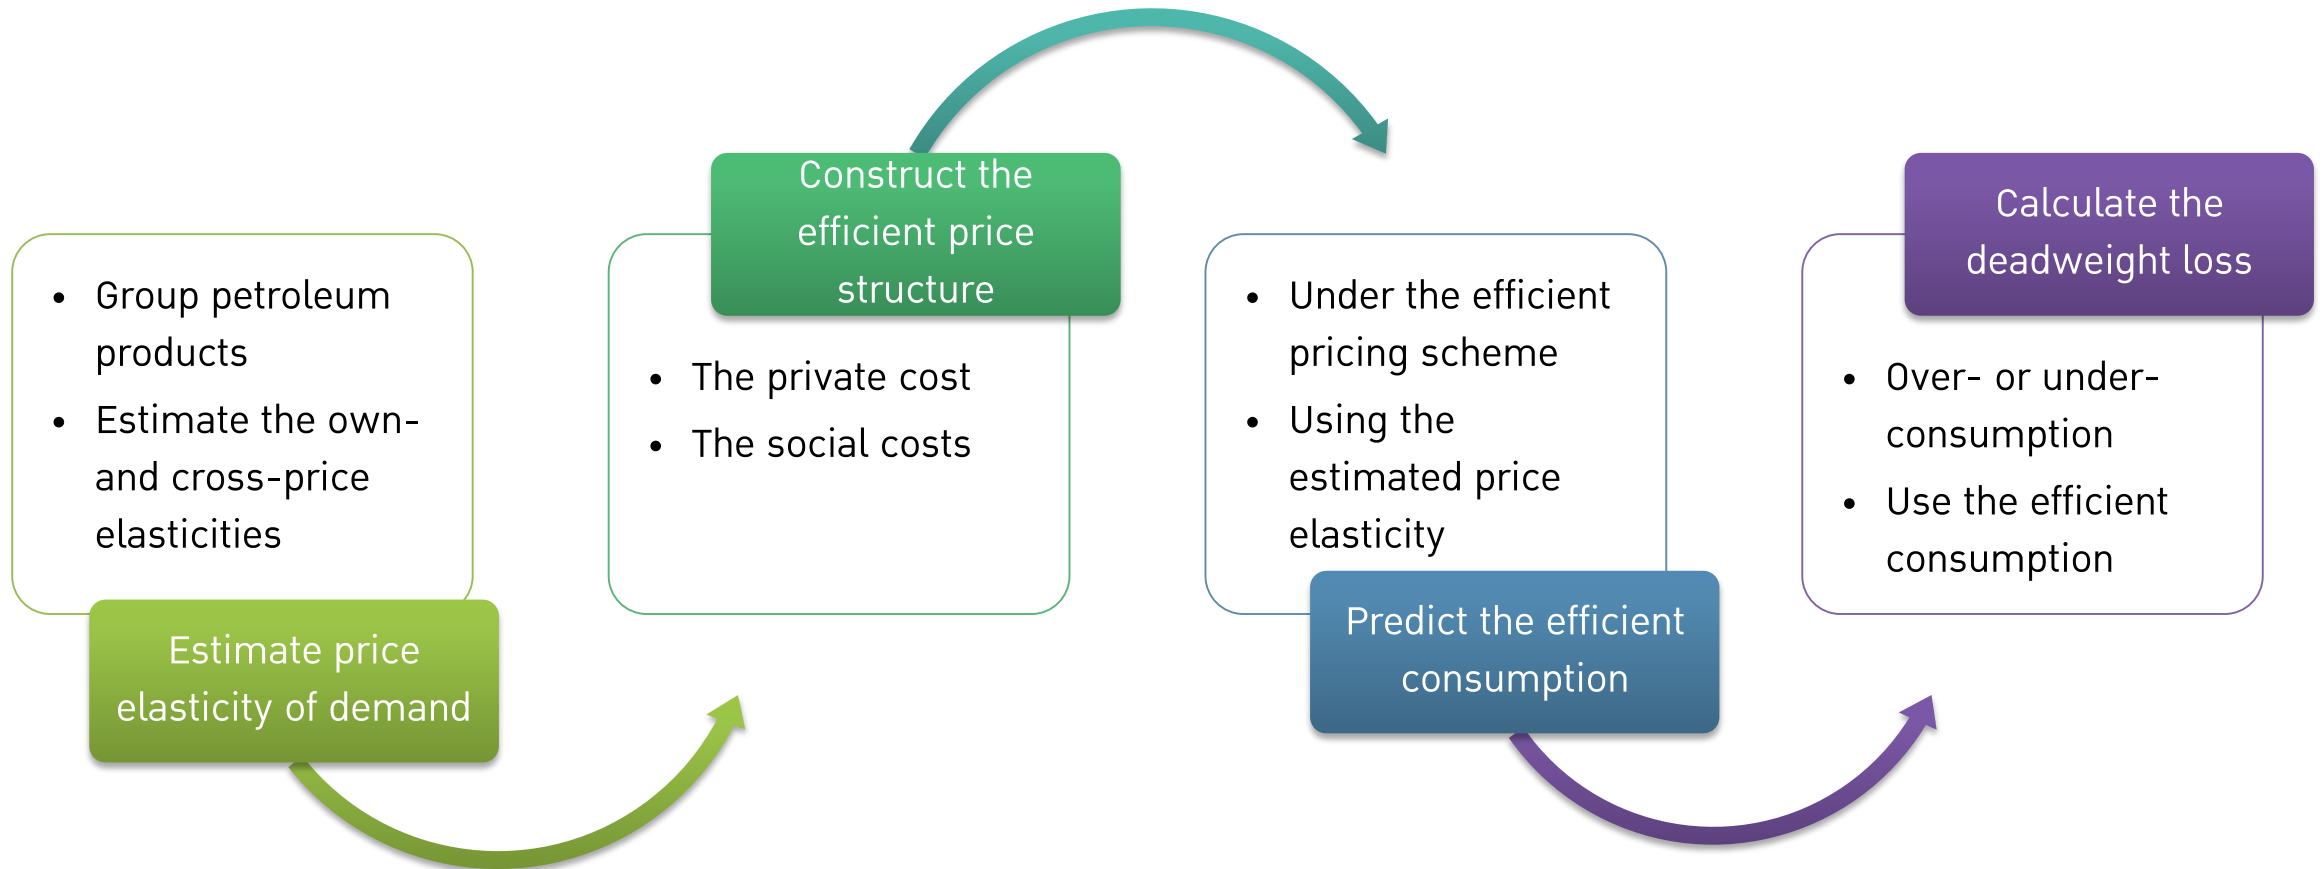 • Group petroleum
products
• Estimate the own-
and cross-price
elasticities
Estimate price
elasticity of demand
Construct the
efficient price
structure
• The private cost
• The social costs
• Under the efficient
pricing scheme
• Using the
estimated price
elasticity
Predict the efficient
consumption
Calculate the
deadweight loss
• Over- or under-
consumption
• Use the efficient
consumption